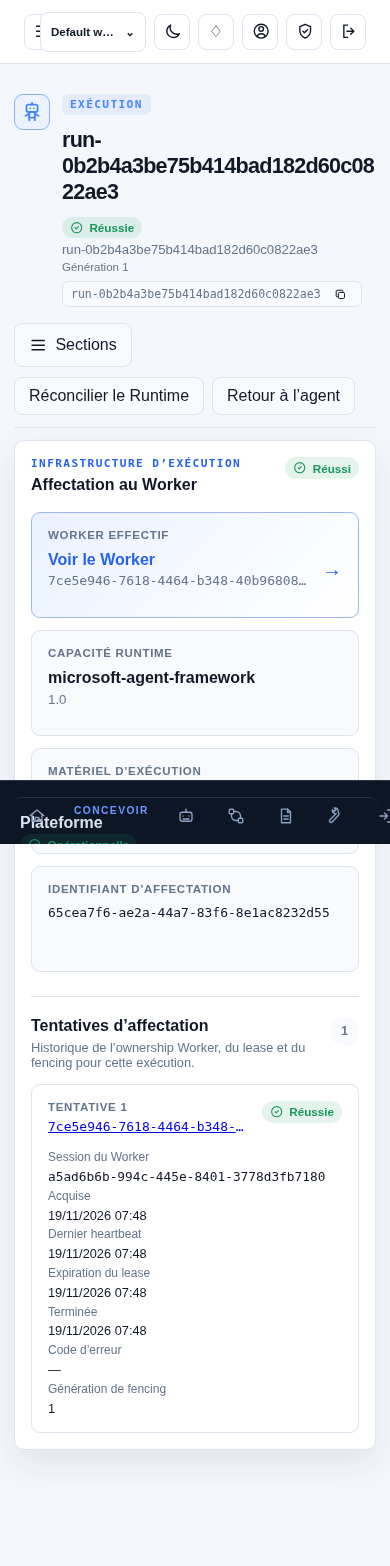 Default w… ⌄
EXÉCUTION
run-
0b2b4a3be75b414bad182d60c08
22ae3
Réussie
run-0b2b4a3be75b414bad182d60c0822ae3
Génération 1
run-0b2b4a3be75b414bad182d60c0822ae3
Sections
Réconcilier le Runtime
Retour à l’agent
INFRASTRUCTURE D’EXÉCUTION
Réussi
Affectation au Worker
WORKER EFFECTIF
Voir le Worker
7ce5e946-7618-4464-b348-40b96808…
→
CAPACITÉ RUNTIME
microsoft-agent-framework
1.0
MATÉRIEL D’EXÉCUTION
CONCEVOIR
Plateforme
Opérationnelle
IDENTIFIANT D’AFFECTATION
65cea7f6-ae2a-44a7-83f6-8e1ac8232d55
Tentatives d’affectation
1
Historique de l’ownership Worker, du lease et du
fencing pour cette exécution.
TENTATIVE 1
Réussie
7ce5e946-7618-4464-b348-…
Session du Worker
a5ad6b6b-994c-445e-8401-3778d3fb7180
Acquise
19/11/2026 07:48
Dernier heartbeat
19/11/2026 07:48
Expiration du lease
19/11/2026 07:48
Terminée
19/11/2026 07:48
Code d’erreur
—
Génération de fencing
1